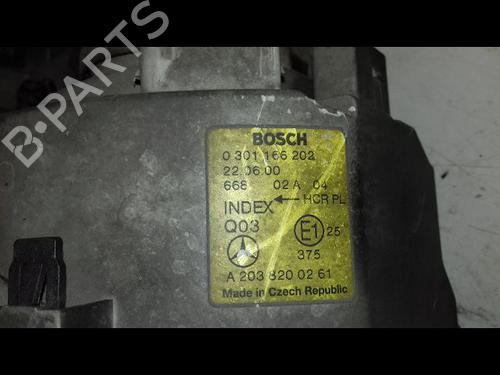 BOSCH
0 301 166 202
22.06.00
668 02 A 04
INDEX HCR PL
Q03 E1 25
375
A 203 820 02 61
Made in Czech Republic
B-PARTS